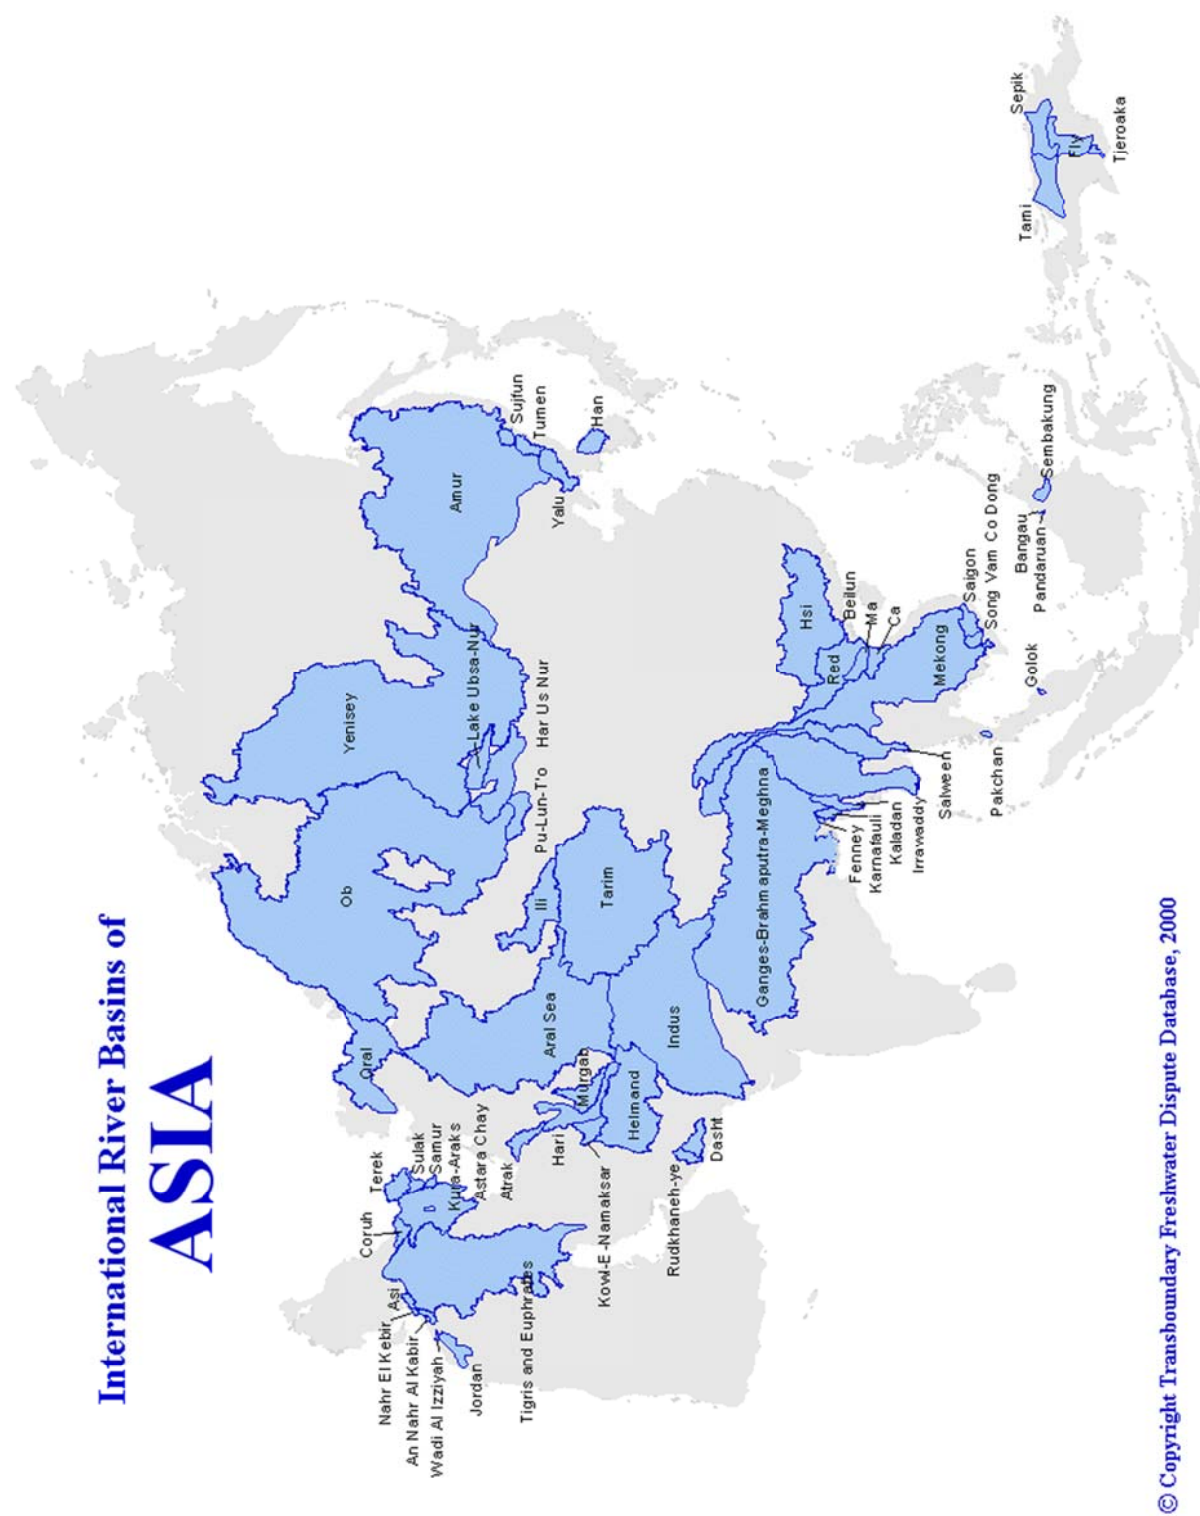 International River Basins of
ASIA
Nahr El Kebir
An Nahr Al Kabir
Wadi Al Izziyah
Jordan
Asi
Tigris and Euphrates
Coruh
Terek
Sulak
Samur
Kura-Araks
Astara Chay
Atrak
Hari
Kowl-E-Namaksar
Murgab
Helmand
Rudkhaneh-ye
Dasht
Oral
Aral Sea
Indus
Ob
Ili
Tarim
Pu-Lun-T'o
Har Us Nur
Lake Ubsa-Nur
Yenisey
Amur
Sujfun
Tumen
Yalu
Han
Ganges-Brahmaputra-Meghna
Fenney
Karnafauli
Kaladan
Irrawaddy
Salween
Pakchan
Hsi
Red
Beilun
Ma
Ca
Mekong
Saigon
Song Vam Co Dong
Golok
Bangau
Pandaruan
Sembakung
Tami
Sepik
Fly
Tjeroaka
© Copyright Transboundary Freshwater Dispute Database, 2000